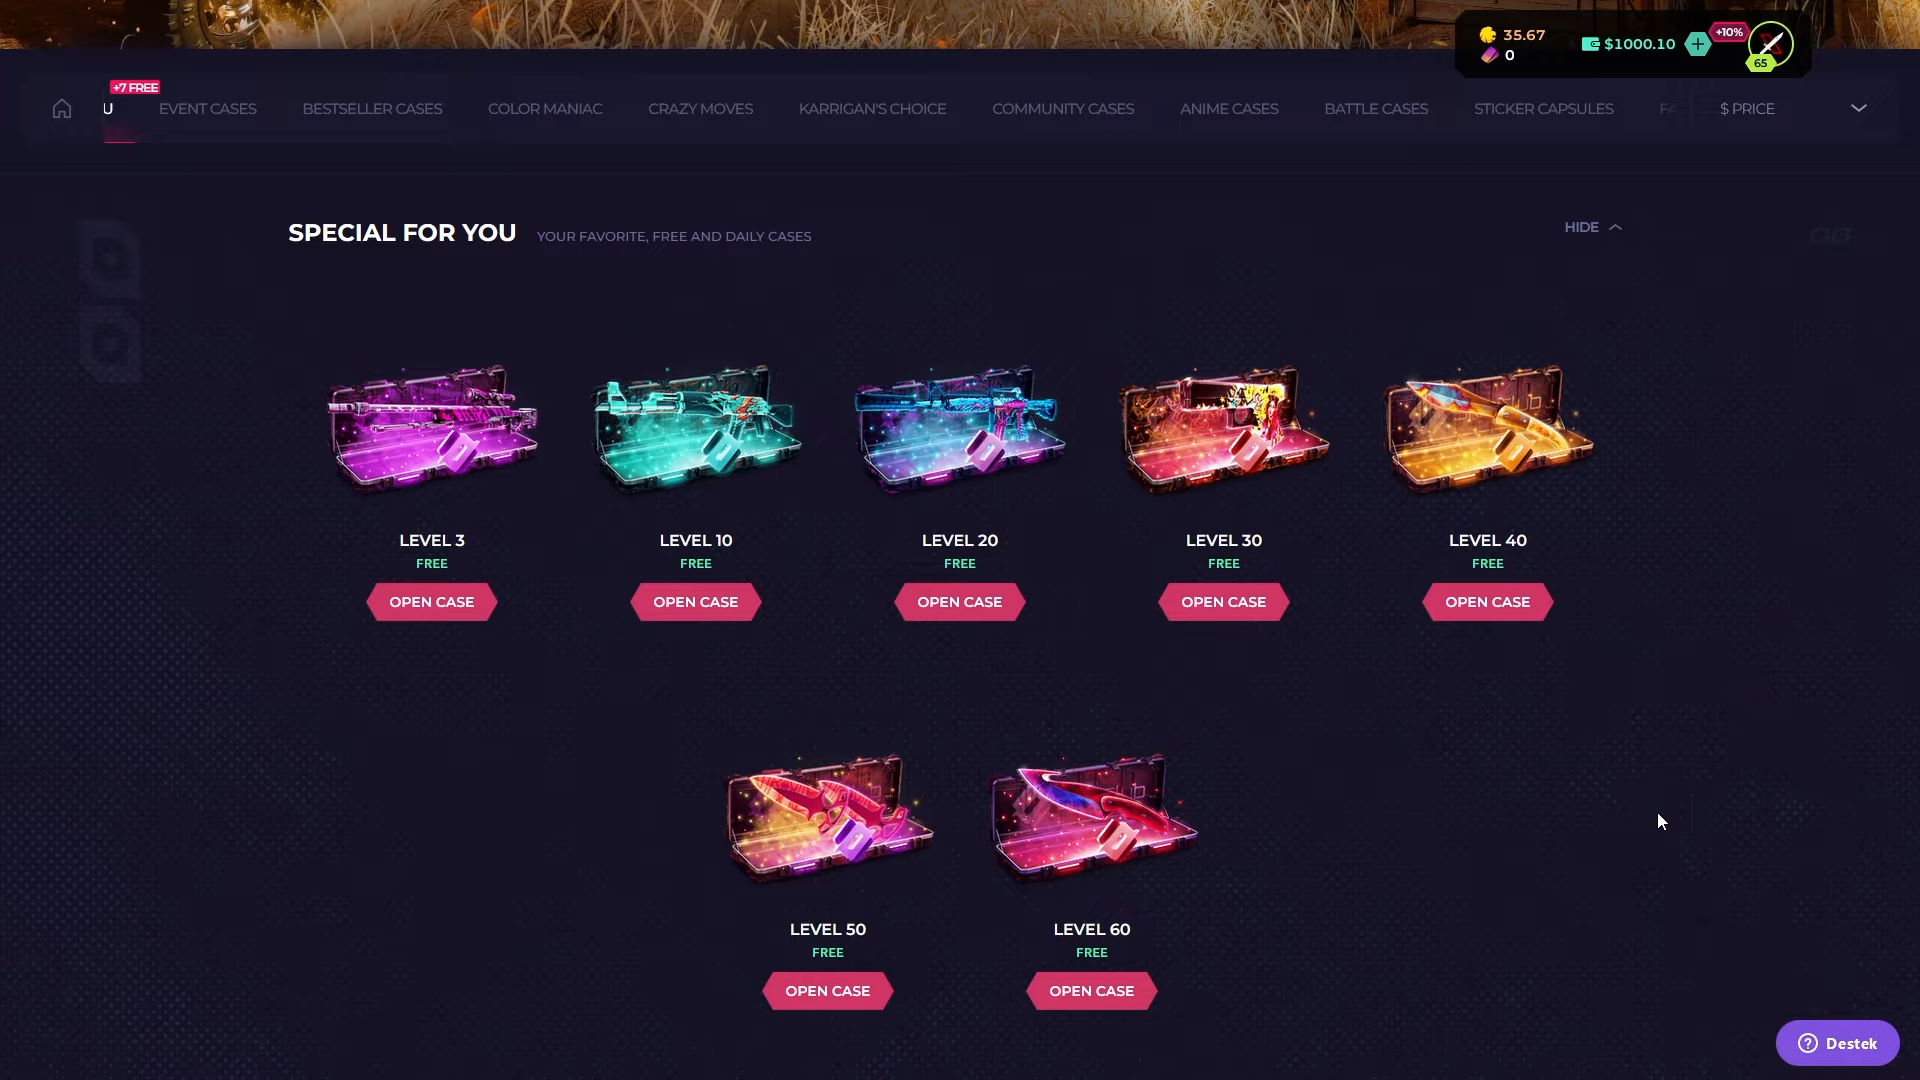 35.67
0
$1000.10
+10%
65
+7 FREE
U
EVENT CASES
BESTSELLER CASES
COLOR MANIAC
CRAZY MOVES
KARRIGAN'S CHOICE
COMMUNITY CASES
ANIME CASES
BATTLE CASES
STICKER CAPSULES
FA
$ PRICE
SPECIAL FOR YOU
YOUR FAVORITE, FREE AND DAILY CASES
HIDE
LEVEL 3
FREE
OPEN CASE
LEVEL 10
FREE
OPEN CASE
LEVEL 20
FREE
OPEN CASE
LEVEL 30
FREE
OPEN CASE
LEVEL 40
FREE
OPEN CASE
LEVEL 50
FREE
OPEN CASE
LEVEL 60
FREE
OPEN CASE
Destek